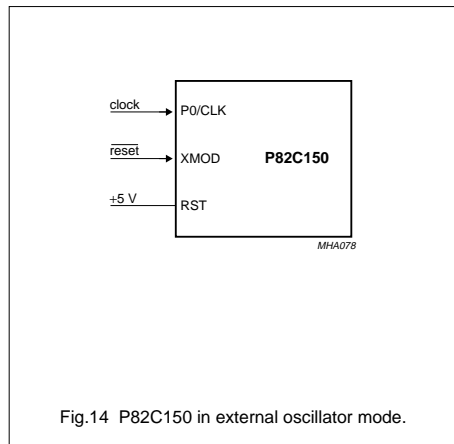 clock
P0/CLK
reset
XMOD
P82C150
+5 V
RST
MHA078
Fig.14 P82C150 in external oscillator mode.